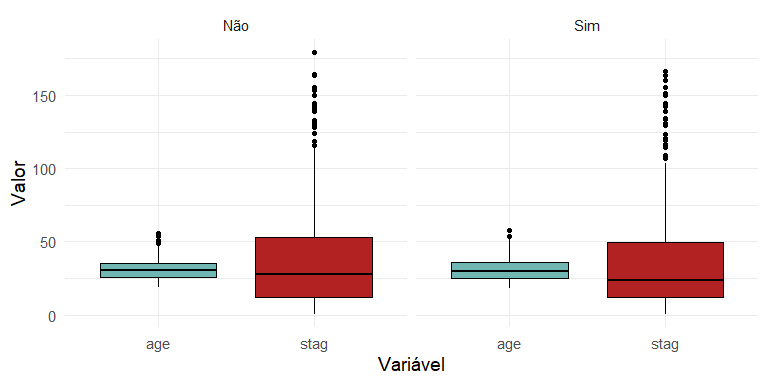 Não Sim
Valor
150
100
50
0
age stag age stag
Variável